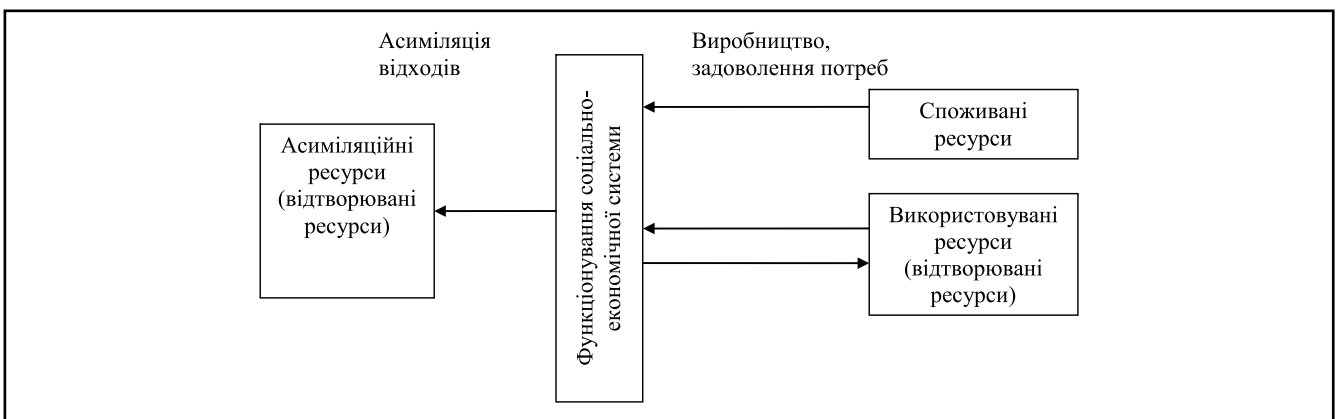 Асиміляція
відходів
Виробництво,
задоволення потреб
Асиміляційні
ресурси
(відтворювані
ресурси)
Функціонування соціально-
економічної системи
Споживані
ресурси
Використовувані
ресурси
(відтворювані
ресурси)